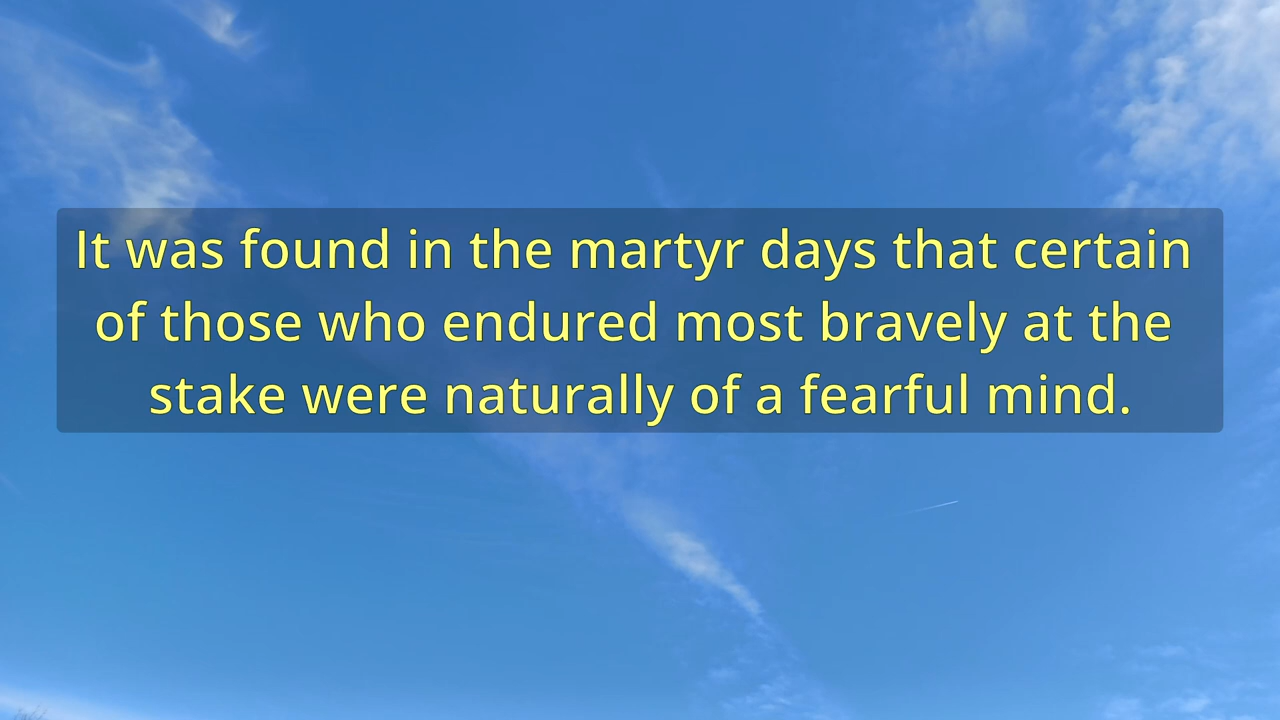 It was found in the martyr days that certain
of those who endured most bravely at the
stake were naturally of a fearful mind.